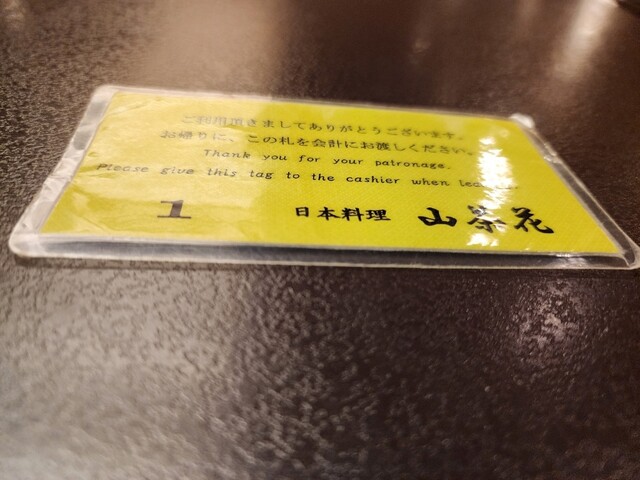 ご利用頂きましてありがとうございます。
お帰りに、この札を会計にお渡しください。
Thank you for your patronage.
Please give this tag to the cashier when
1 日本料理 山茶花